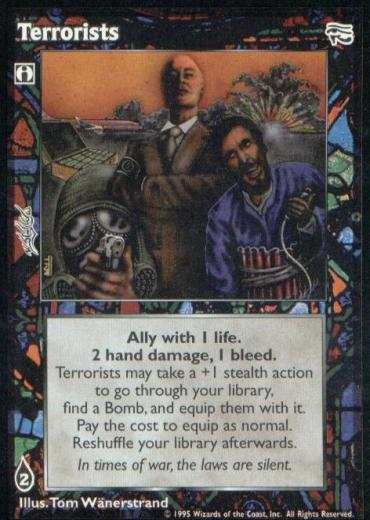 Terrorists
Ally with 1 life.
2 hand damage, 1 bleed.
Terrorists may take a +1 stealth action
to go through your library,
find a Bomb, and equip them with it.
Pay the cost to equip as normal.
Reshuffle your library afterwards.
In times of war, the laws are silent.
2
Illus. Tom Wänerstrand
© 1995 Wizards of the Coast, Inc. All Rights Reserved.